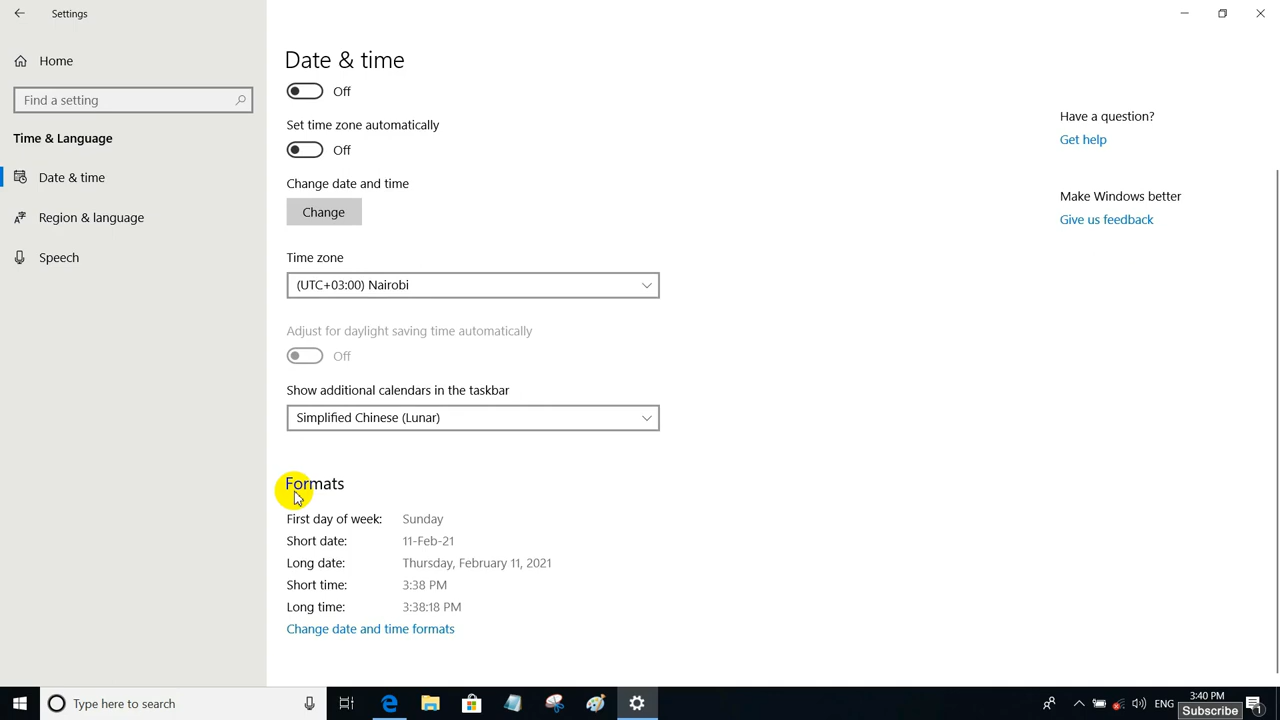 Settings
Home
Find a setting
Time & Language
Date & time
Region & language
Speech
Date & time
Off
Set time zone automatically
Off
Change date and time
Change
Time zone
(UTC+03:00) Nairobi
Adjust for daylight saving time automatically
Off
Show additional calendars in the taskbar
Simplified Chinese (Lunar)
Formats
First day of week: Sunday
Short date: 11-Feb-21
Long date: Thursday, February 11, 2021
Short time: 3:38 PM
Long time: 3:38:18 PM
Change date and time formats
Have a question?
Get help
Make Windows better
Give us feedback
Type here to search
ENG
3:40 PM
Subscribe
1